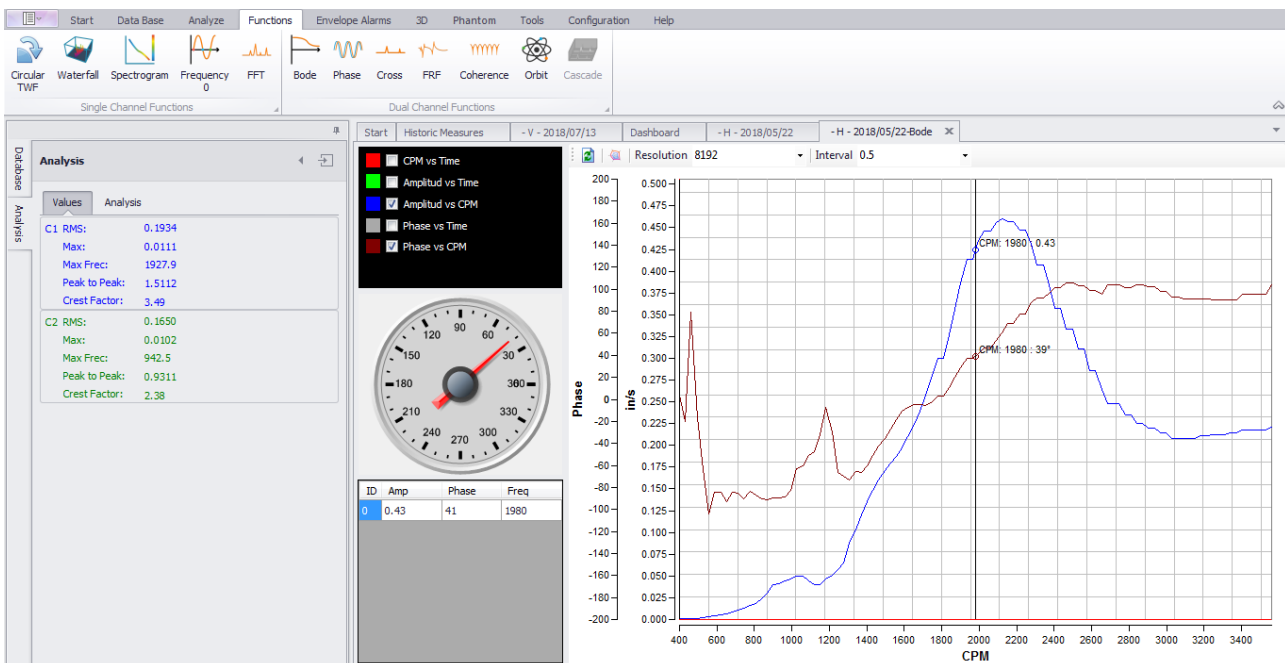 Start Data Base Analyze Functions Envelope Alarms 3D Phantom Tools Configuration Help
Circular TWF Waterfall Spectrogram Frequency 0 FFT Bode Phase Cross FRF Coherence Orbit Cascade
Single Channel Functions Dual Channel Functions
Database
Analysis
Analysis
Values Analysis
C1 RMS: 0.1934
Max: 0.0111
Max Frec: 1927.9
Peak to Peak: 1.5112
Crest Factor: 3.49
C2 RMS: 0.1650
Max: 0.0102
Max Frec: 942.5
Peak to Peak: 0.9311
Crest Factor: 2.38
Start Historic Measures - V - 2018/07/13 Dashboard - H - 2018/05/22 - H - 2018/05/22-Bode
CPM vs Time
Amplitud vs Time
Amplitud vs CPM
Phase vs Time
Phase vs CPM
90
120 60
150 30
180 360
210 330
240 300
270
ID Amp Phase Freq
0 0.43 41 1980
Resolution 8192 Interval 0.5
200
180
160
140
120
100
80
60
40
20
0
-20
-40
-60
-80
-100
-120
-140
-160
-180
-200
Phase
0.500
0.475
0.450
0.425
0.400
0.375
0.350
0.325
0.300
0.275
0.250
0.225
0.200
0.175
0.150
0.125
0.100
0.075
0.050
0.025
0.000
in/s
CPM: 1980 : 0.43
CPM: 1980 : 39°
400 600 800 1000 1200 1400 1600 1800 2000 2200 2400 2600 2800 3000 3200 3400
CPM